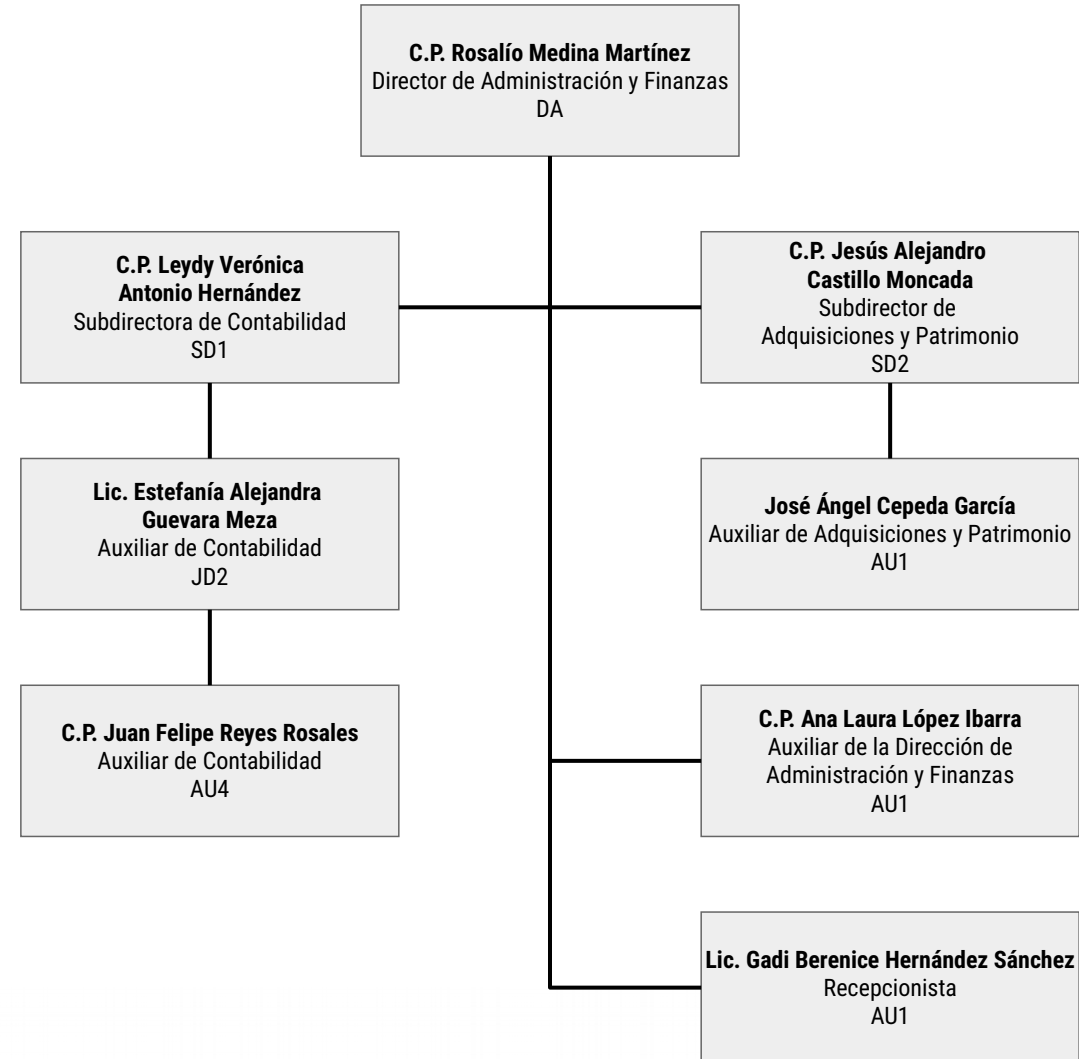 C.P. Rosalío Medina Martínez
Director de Administración y Finanzas
DA
C.P. Leydy Verónica
Antonio Hernández
Subdirectora de Contabilidad
SD1
C.P. Jesús Alejandro
Castillo Moncada
Subdirector de
Adquisiciones y Patrimonio
SD2
Lic. Estefanía Alejandra
Guevara Meza
Auxiliar de Contabilidad
JD2
José Ángel Cepeda García
Auxiliar de Adquisiciones y Patrimonio
AU1
C.P. Juan Felipe Reyes Rosales
Auxiliar de Contabilidad
AU4
C.P. Ana Laura López Ibarra
Auxiliar de la Dirección de
Administración y Finanzas
AU1
Lic. Gadi Berenice Hernández Sánchez
Recepcionista
AU1